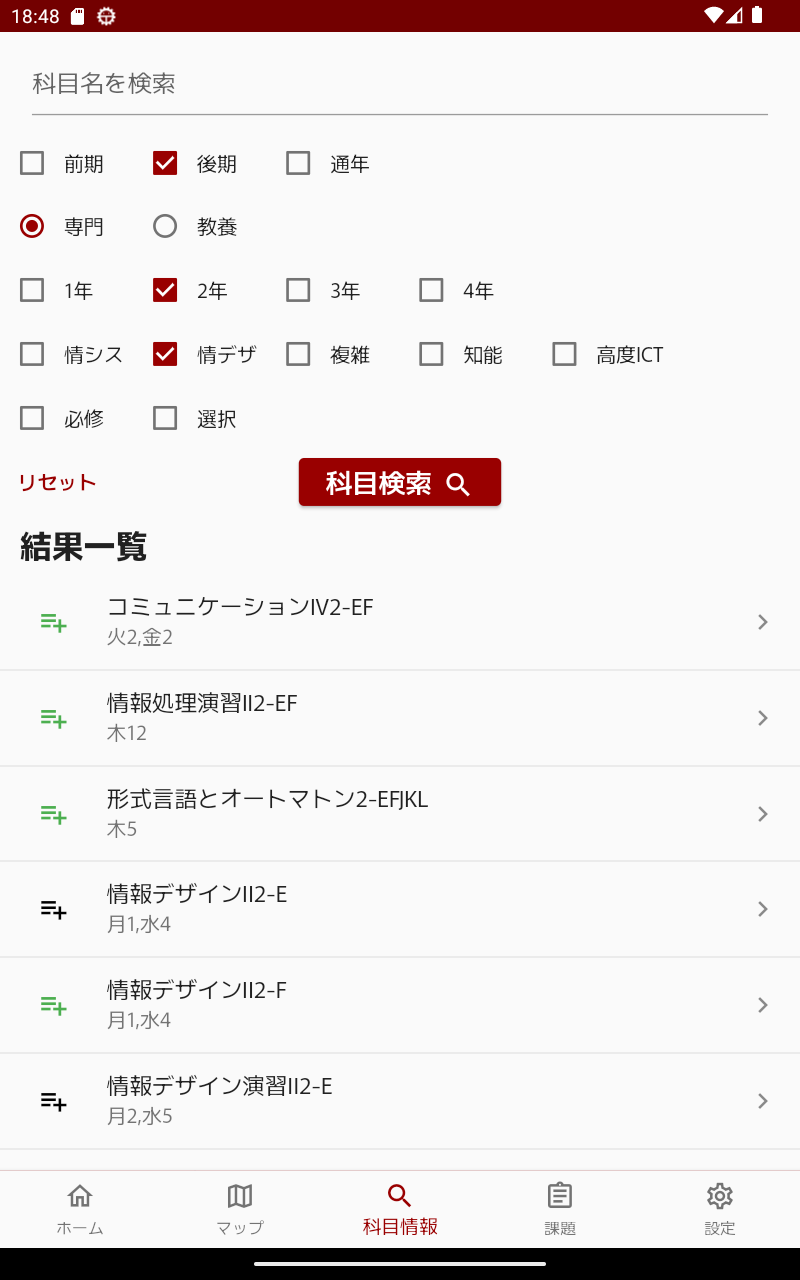 18:48
科目名を検索
前期 後期 通年
専門 教養
1年 2年 3年 4年
情シス 情デザ 複雑 知能 高度ICT
必修 選択
リセット 科目検索
結果一覧
コミュニケーションIV2-EF
火2,金2
情報処理演習II2-EF
木12
形式言語とオートマトン2-EFJKL
木5
情報デザインII2-E
月1,水4
情報デザインII2-F
月1,水4
情報デザイン演習II2-E
月2,水5
ホーム マップ 科目情報 課題 設定